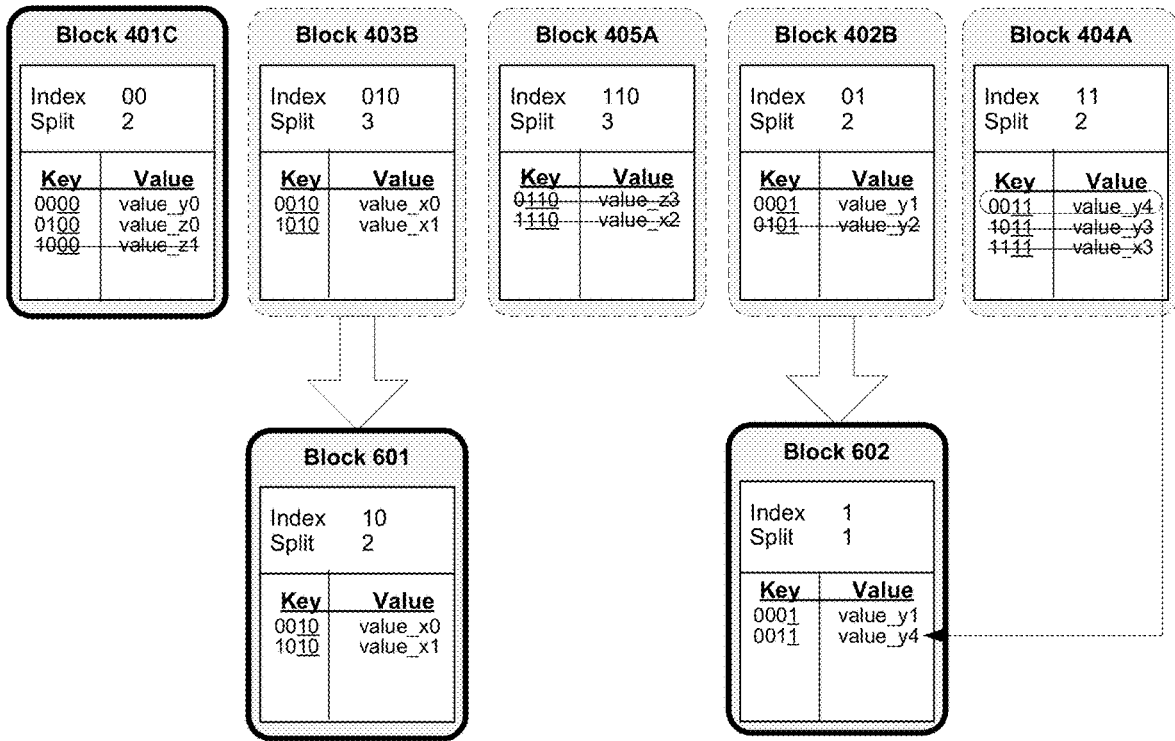 Block 401C
Index 00
Split 2
Key Value
0000 value_y0
0100 value_z0
1000 value_z1
Block 403B
Index 010
Split 3
Key Value
0010 value_x0
1010 value_x1
Block 405A
Index 110
Split 3
Key Value
0110 value_z3
1110 value_x2
Block 402B
Index 01
Split 2
Key Value
0001 value_y1
0101 value_y2
Block 404A
Index 11
Split 2
Key Value
0011 value_y4
1011 value_y3
1111 value_x3
Block 601
Index 10
Split 2
Key Value
0010 value_x0
1010 value_x1
Block 602
Index 1
Split 1
Key Value
0001 value_y1
0011 value_y4